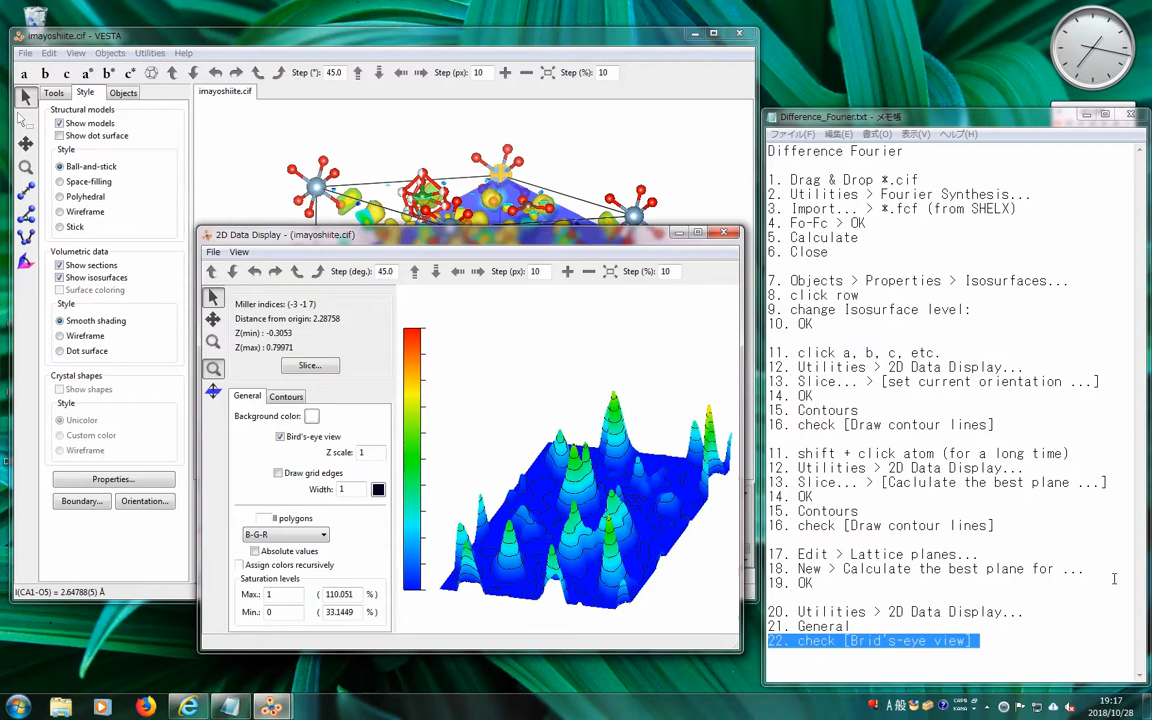 imayoshiite.cif - VESTA
File Edit View Objects Utilities Help
a b c a* b* c* Step (°): 45.0 Step (px): 10 Step (%): 10
Tools Style Objects
imayoshiite.cif
Structural models
Show models
Show dot surface
Style
Ball-and-stick
Space-filling
Polyhedral
Wireframe
Stick
Volumetric data
Show sections
Show isosurfaces
Surface coloring
Style
Smooth shading
Wireframe
Dot surface
Crystal shapes
Show shapes
Style
Unicolor
Custom color
Wireframe
Properties...
Boundary... Orientation...
l(CA1-O5) = 2.64788(5) Å
2D Data Display - (imayoshiite.cif)
File View
Step (deg.): 45.0 Step (px): 10 Step (%): 10
Miller indices: (-3 -1 7)
Distance from origin: 2.28758
Z(min) : -0.3053
Z(max) : 0.79971
Slice...
General Contours
Background color:
Bird's-eye view
Z scale: 1
Draw grid edges
Width: 1
ll polygons
B-G-R
Absolute values
Assign colors recursively
Saturation levels
Max.: 1 ( 110.051 %)
Min.: 0 ( 33.1449 %)
Difference_Fourier.txt - メモ帳
ファイル(F) 編集(E) 書式(O) 表示(V) ヘルプ(H)
Difference Fourier
1. Drag & Drop *.cif
2. Utilities > Fourier Synthesis...
3. Import... > *.fcf (from SHELX)
4. Fo-Fc > OK
5. Calculate
6. Close
7. Objects > Properties > Isosurfaces...
8. click row
9. change Isosurface level:
10. OK
11. click a, b, c, etc.
12. Utilities > 2D Data Display...
13. Slice... > [set current orientation ...]
14. OK
15. Contours
16. check [Draw contour lines]
11. shift + click atom (for a long time)
12. Utilities > 2D Data Display...
13. Slice... > [Caclulate the best plane ...]
14. OK
15. Contours
16. check [Draw contour lines]
17. Edit > Lattice planes...
18. New > Calculate the best plane for ...
19. OK
20. Utilities > 2D Data Display...
21. General
22. check [Brid's-eye view]
A 般
CAPS
KANA
19:17
2018/10/28